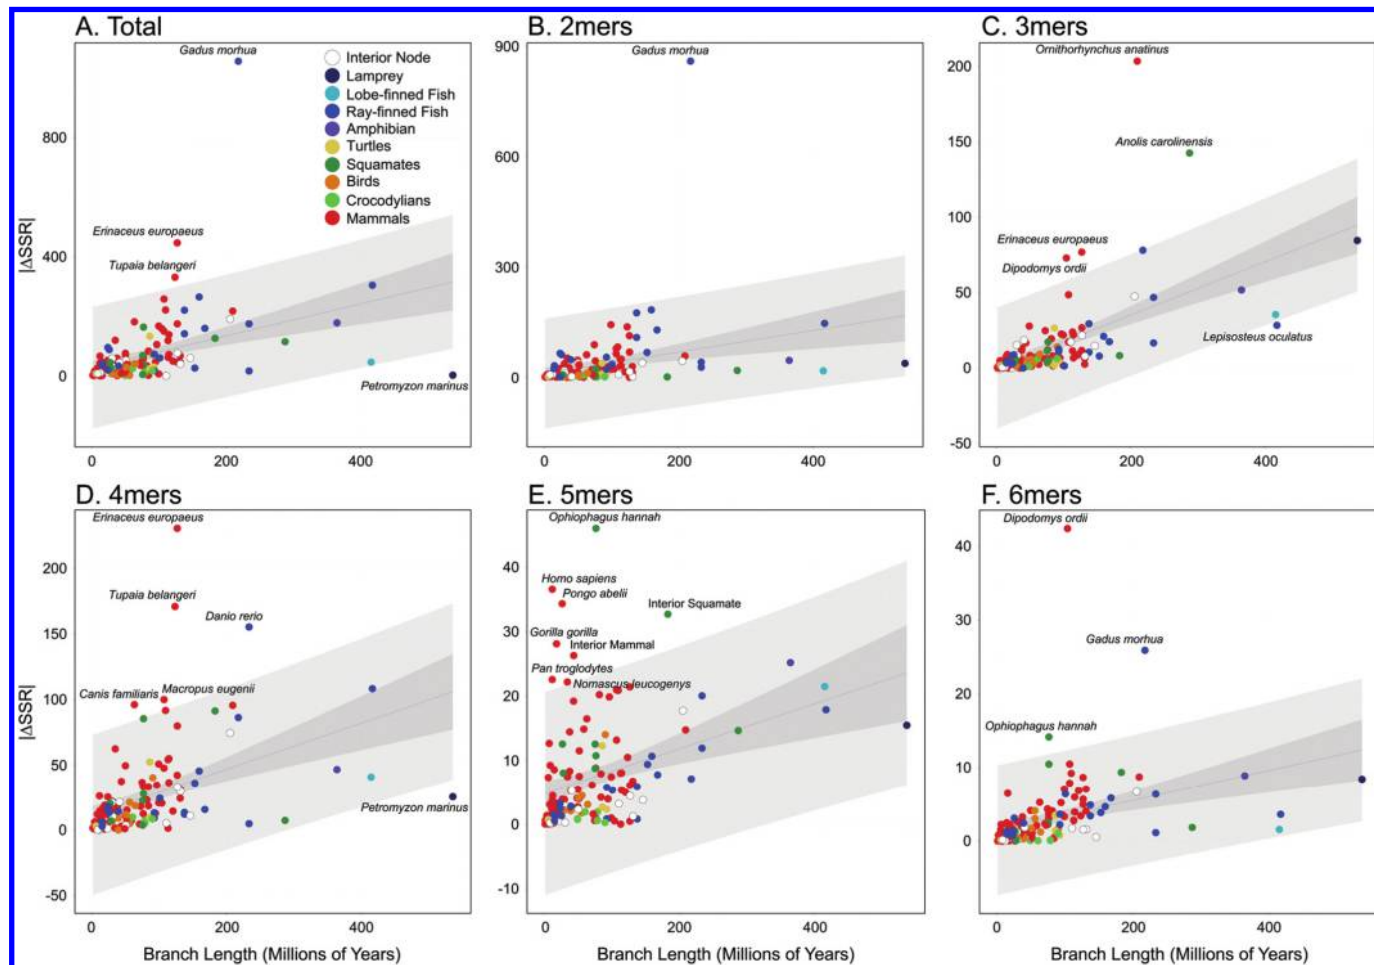 A. Total
Gadus morhua
Interior Node
Lamprey
Lobe-finned Fish
Ray-finned Fish
Amphibian
Turtles
Squamates
Birds
Crocodylians
Mammals
Erinaceus europaeus
Tupaia belangeri
Petromyzon marinus
800
400
0
|ΔSSR|
0 200 400
B. 2mers
Gadus morhua
900
600
300
0
0 200 400
C. 3mers
Ornithorhynchus anatinus
Anolis carolinensis
Erinaceus europaeus
Dipodomys ordii
Lepisosteus oculatus
200
150
100
50
0
-50
0 200 400
D. 4mers
Erinaceus europaeus
Tupaia belangeri
Danio rerio
Canis familiaris
Macropus eugenii
Petromyzon marinus
200
150
100
50
0
-50
|ΔSSR|
0 200 400
Branch Length (Millions of Years)
E. 5mers
Ophiophagus hannah
Homo sapiens
Pongo abelii
Interior Squamate
Gorilla gorilla
Interior Mammal
Pan troglodytes
Nomascus leucogenys
40
30
20
10
0
-10
0 200 400
Branch Length (Millions of Years)
F. 6mers
Dipodomys ordii
Gadus morhua
Ophiophagus hannah
40
30
20
10
0
0 200 400
Branch Length (Millions of Years)